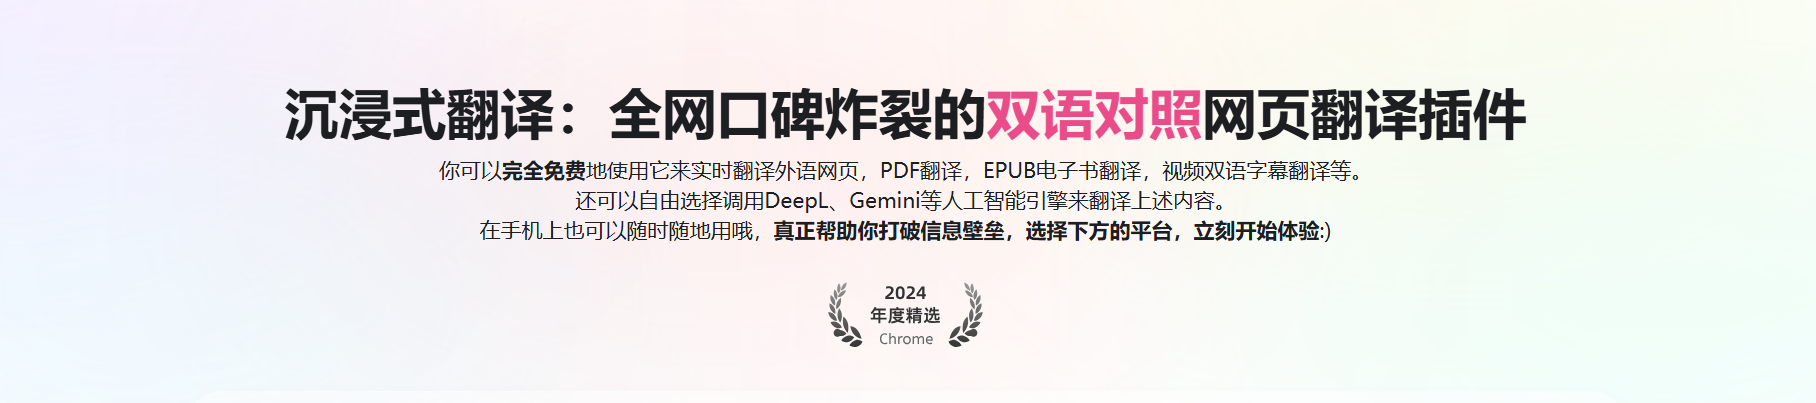 沉浸式翻译：全网口碑炸裂的双语对照网页翻译插件
你可以完全免费地使用它来实时翻译外语网页，PDF翻译，EPUB电子书翻译，视频双语字幕翻译等。
还可以自由选择调用DeepL、Gemini等人工智能引擎来翻译上述内容。
在手机上也可以随时随地用哦，真正帮助你打破信息壁垒，选择下方的平台，立刻开始体验:)
2024
年度精选
Chrome